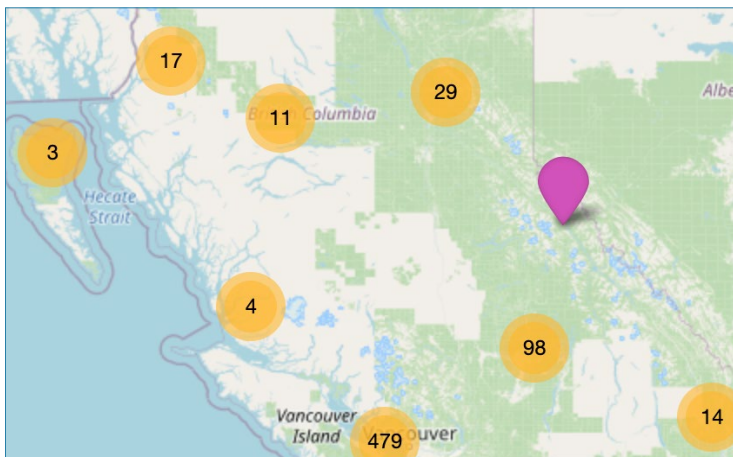 17
29
Albe
11
British Columbia
3
Hecate
Strait
4
98
14
Vancouver
Island
479
Vancouver